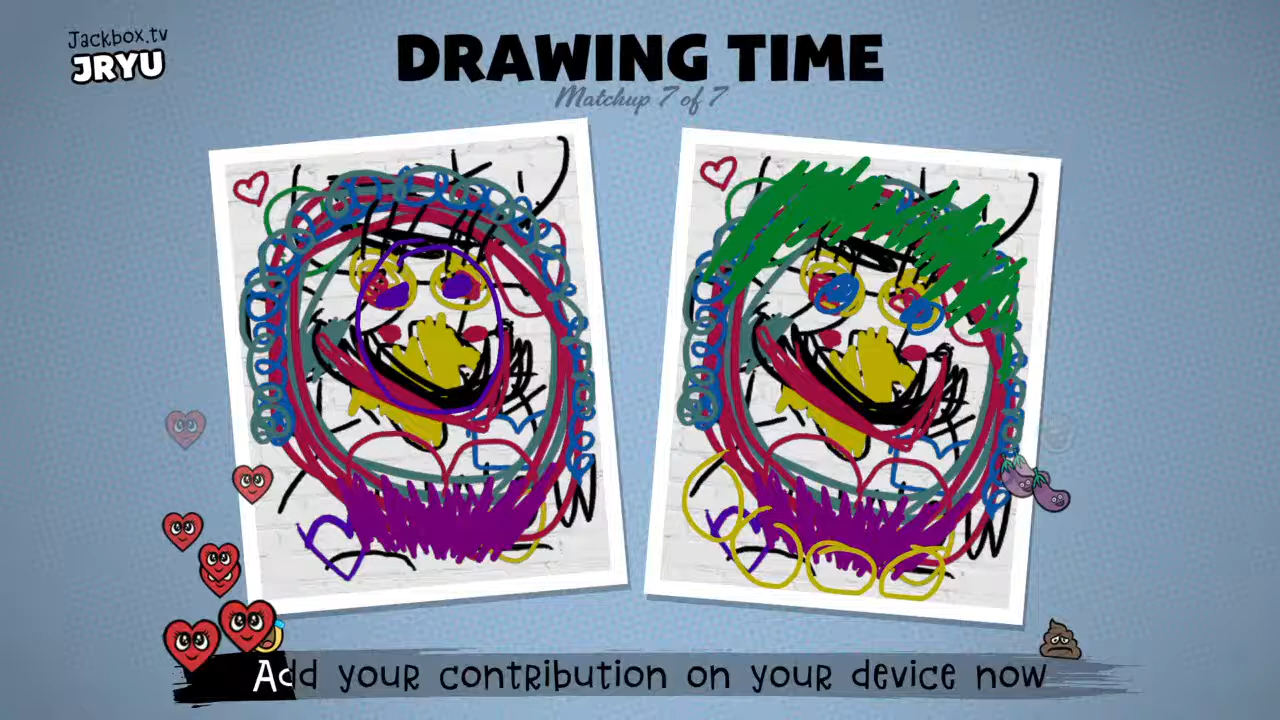 Jackbox.tv
JRYU
DRAWING TIME
Matchup 7 of 7
Add your contribution on your device now